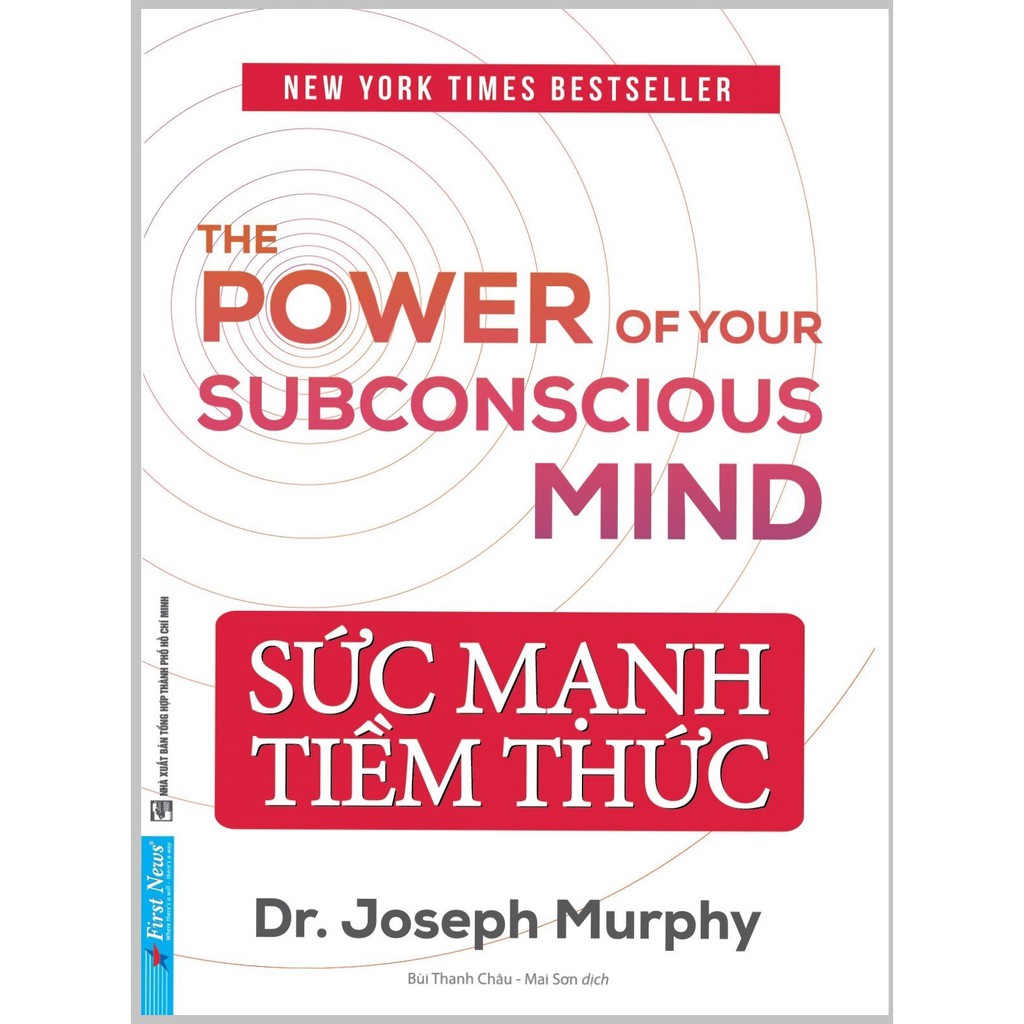 NEW YORK TIMES BESTSELLER
THE
POWER OF YOUR
SUBCONSCIOUS
MIND
SỨC MẠNH
TIỀM THỨC
Dr. Joseph Murphy
Bùi Thanh Châu - Mai Sơn dịch
NHÀ XUẤT BẢN TỔNG HỢP THÀNH PHỐ HỒ CHÍ MINH
First News®
Where there's a will - there's a way